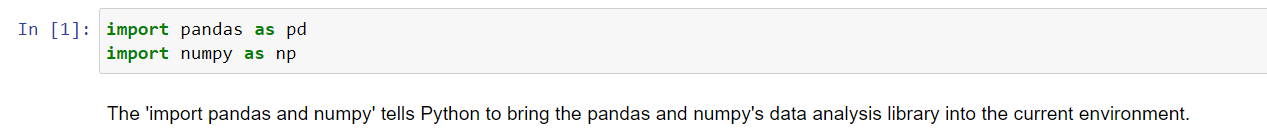 In [1]: import pandas as pd
import numpy as np
The 'import pandas and numpy' tells Python to bring the pandas and numpy's data analysis library into the current environment.